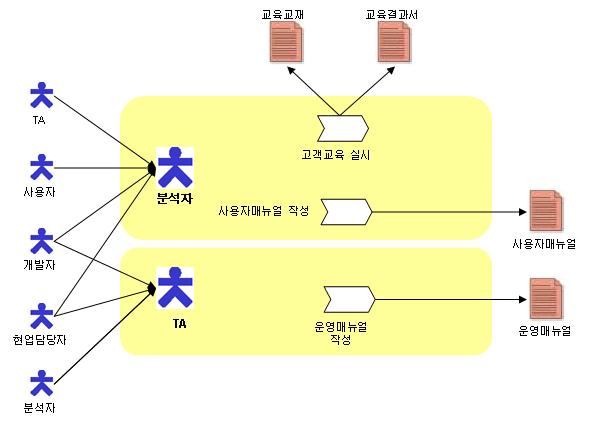 교육교재
교육결과서
TA
고객교육 실시
사용자
분석자
사용자매뉴얼 작성
사용자매뉴얼
개발자
TA
운영매뉴얼
작성
운영매뉴얼
현업담당자
분석자